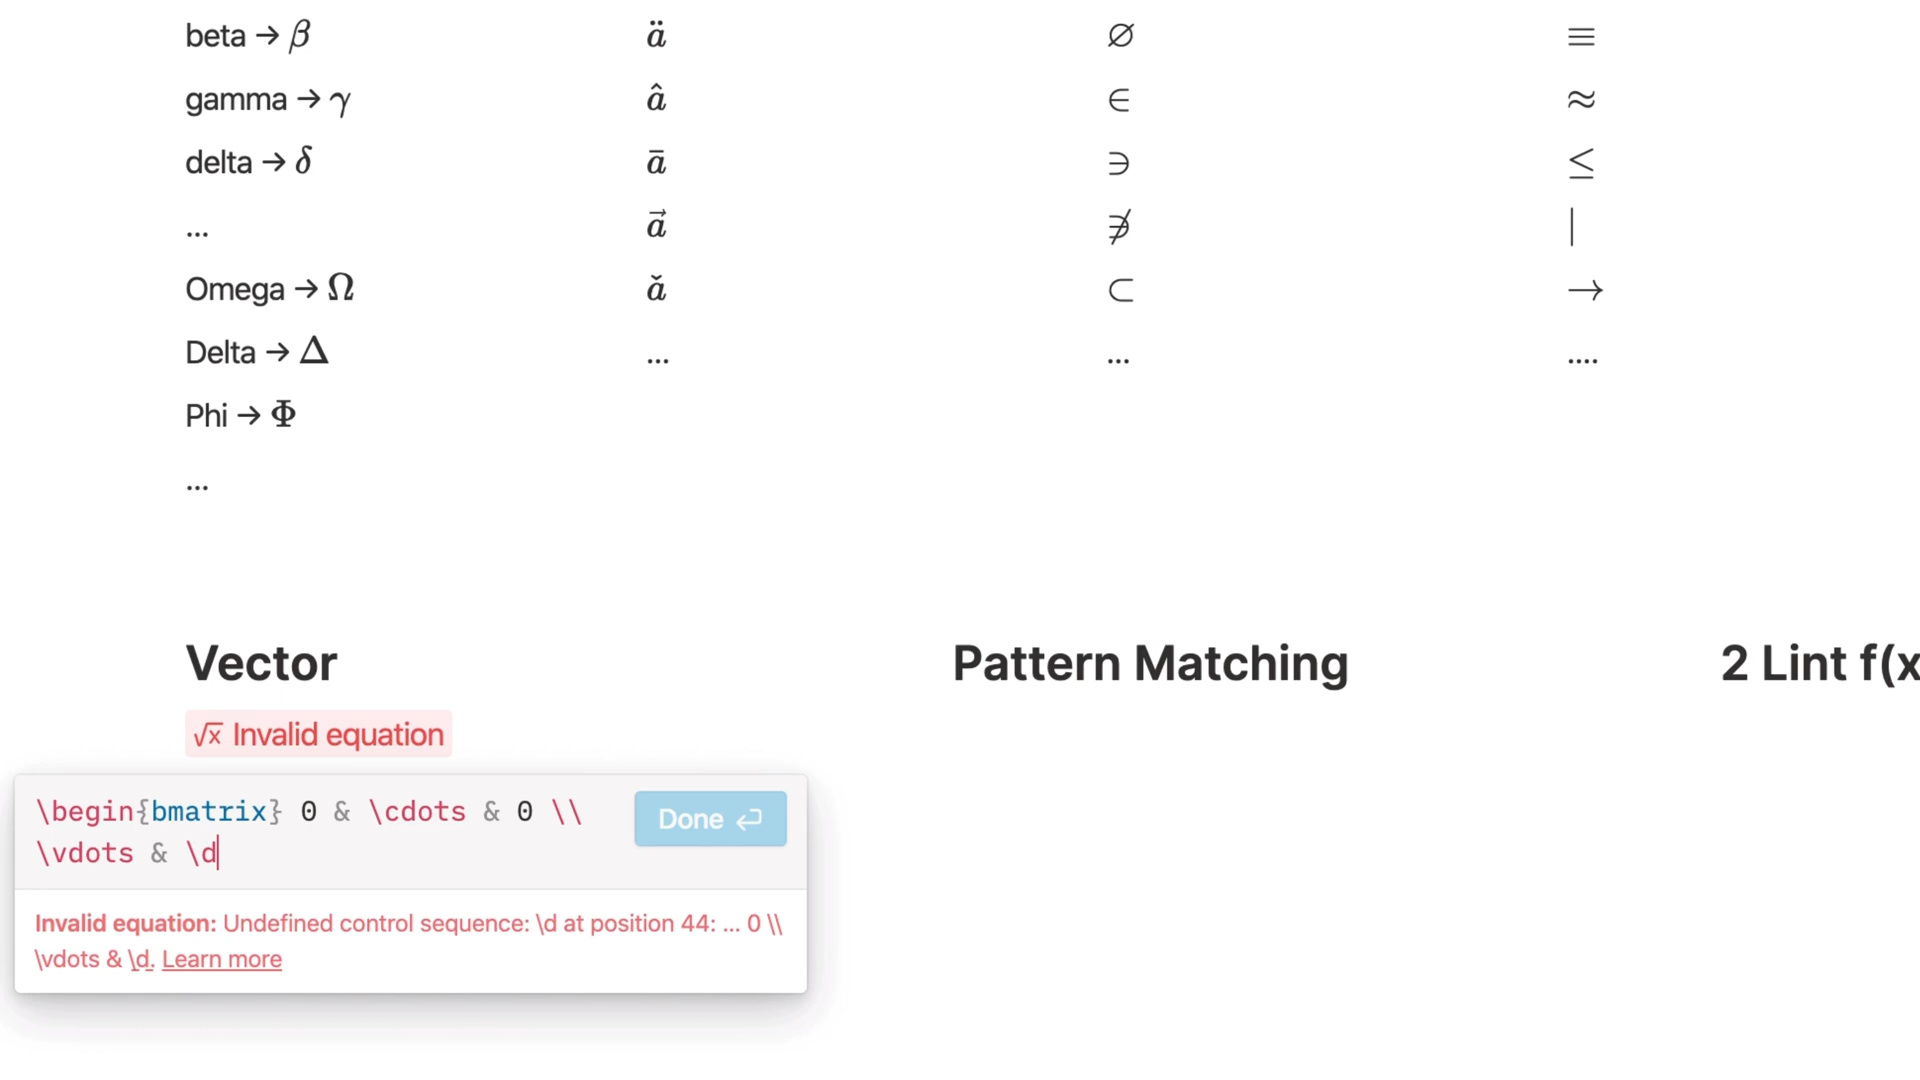 beta → β
ä
∅
≡
gamma → γ
â
∈
≈
delta → δ
ā
∋
≤
...
a⃗
∌
|
Omega → Ω
ǎ
⊂
→
Delta → Δ
...
...
....
Phi → Φ
...
Vector
Pattern Matching
2 Lint f(x
√x Invalid equation
\begin{bmatrix} 0 & \cdots & 0 \\
\vdots & \d
Done
Invalid equation: Undefined control sequence: \d at position 44: ... 0 \\
\vdots & \d. Learn more